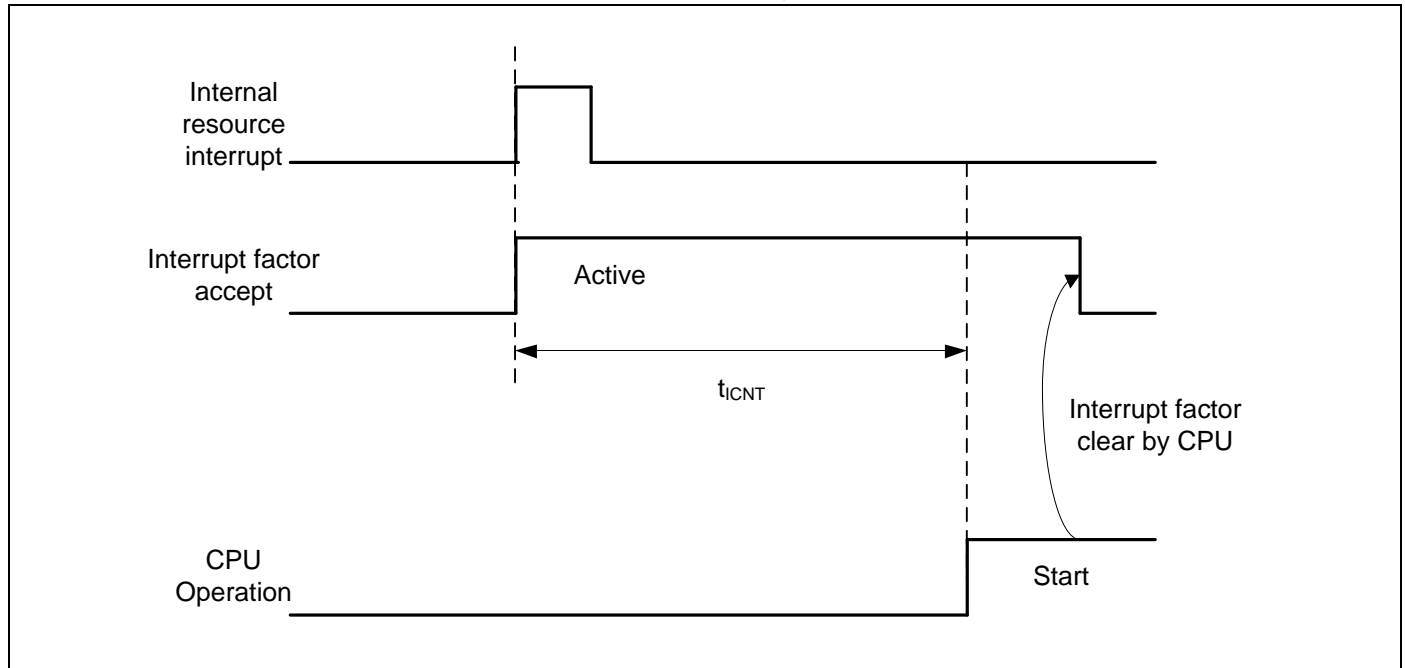 Internal
resource
interrupt
Interrupt factor
accept
Active
tICNT
Interrupt factor
clear by CPU
CPU
Operation
Start